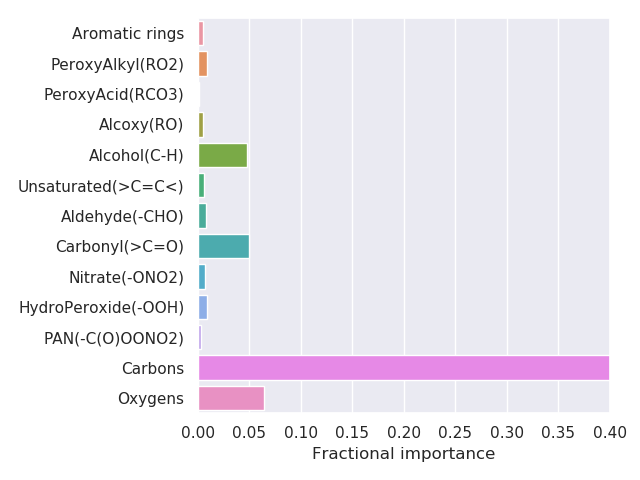 Aromatic rings
PeroxyAlkyl(RO2)
PeroxyAcid(RCO3)
Alcoxy(RO)
Alcohol(C-H)
Unsaturated(>C=C<)
Aldehyde(-CHO)
Carbonyl(>C=O)
Nitrate(-ONO2)
HydroPeroxide(-OOH)
PAN(-C(O)OONO2)
Carbons
Oxygens
0.00 0.05 0.10 0.15 0.20 0.25 0.30 0.35 0.40
Fractional importance